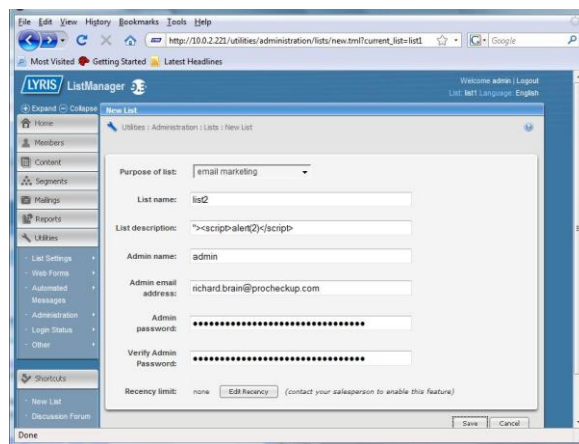 File Edit View History Bookmarks Tools Help
http://10.0.2.221/utilities/administration/lists/new.tml?current_list=list1
Google
Most Visited Getting Started Latest Headlines
LYRIS ListManager
Welcome admin | Logout
List: list1 Language: English
Expand Collapse
New List
Home
Utilities : Administration : Lists : New List
Members
Content
Segments
Mailings
Reports
Utilities
List Settings
Web Forms
Automated Messages
Administration
Login Status
Other
Shortcuts
New List
Discussion Forum
Purpose of list: email marketing
List name: list2
List description: "><script>alert(2)</script>
Admin name: admin
Admin email address: richard.brain@procheckup.com
Admin password: ••••••••••••••••••••••••••••••••
Verify Admin Password: ••••••••••••••••••••••••••••••••
Recency limit: none Edit Recency (contact your salesperson to enable this feature)
Save Cancel
Done